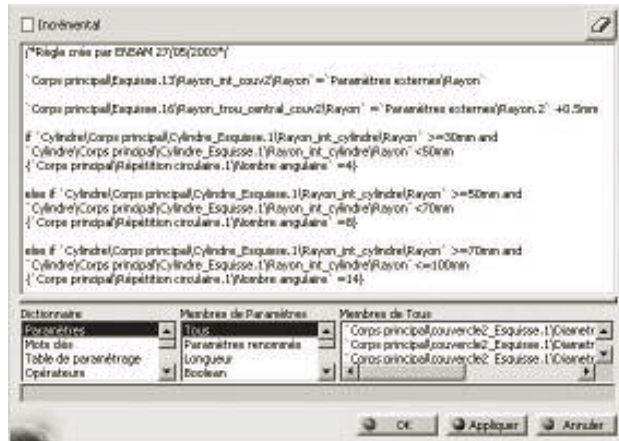 Incrémental
/*Règle crée par ENSAM 27/05/2003*/
`Corps principal\Esquisse.13\Rayon_int_couv2\Rayon` =`Paramètres externes\Rayon`
`Corps principal\Esquisse.16\Rayon_trou_central_couv2\Rayon` =`Paramètres externes\Rayon.2` +0.5mm
if `Cylindre\Corps principal\Cylindre_Esquisse.1\Rayon_int_cylindre\Rayon` >=30mm and
`Cylindre\Corps principal\Cylindre_Esquisse.1\Rayon_int_cylindre\Rayon` <50mm
{`Corps principal\Répétition circulaire.1\Nombre angulaire` =4}
else if `Cylindre\Corps principal\Cylindre_Esquisse.1\Rayon_int_cylindre\Rayon` >=50mm and
`Cylindre\Corps principal\Cylindre_Esquisse.1\Rayon_int_cylindre\Rayon` <70mm
{`Corps principal\Répétition circulaire.1\Nombre angulaire` =8}
else if `Cylindre\Corps principal\Cylindre_Esquisse.1\Rayon_int_cylindre\Rayon` >=70mm and
`Cylindre\Corps principal\Cylindre_Esquisse.1\Rayon_int_cylindre\Rayon` <=100mm
{`Corps principal\Répétition circulaire.1\Nombre angulaire` =14}
Dictionnaire Membres de Paramètres Membres de Tous
Paramètres Tous `Corps principal\couvercle2_Esquisse.1\Diametr
Mots clés Paramètres renommés `Corps principal\couvercle2_Esquisse.1\Diametr
Table de paramétrage Longueur `Corps principal\couvercle2_Esquisse.1\Diametr
Opérateurs Boolean
OK Appliquer Annuler